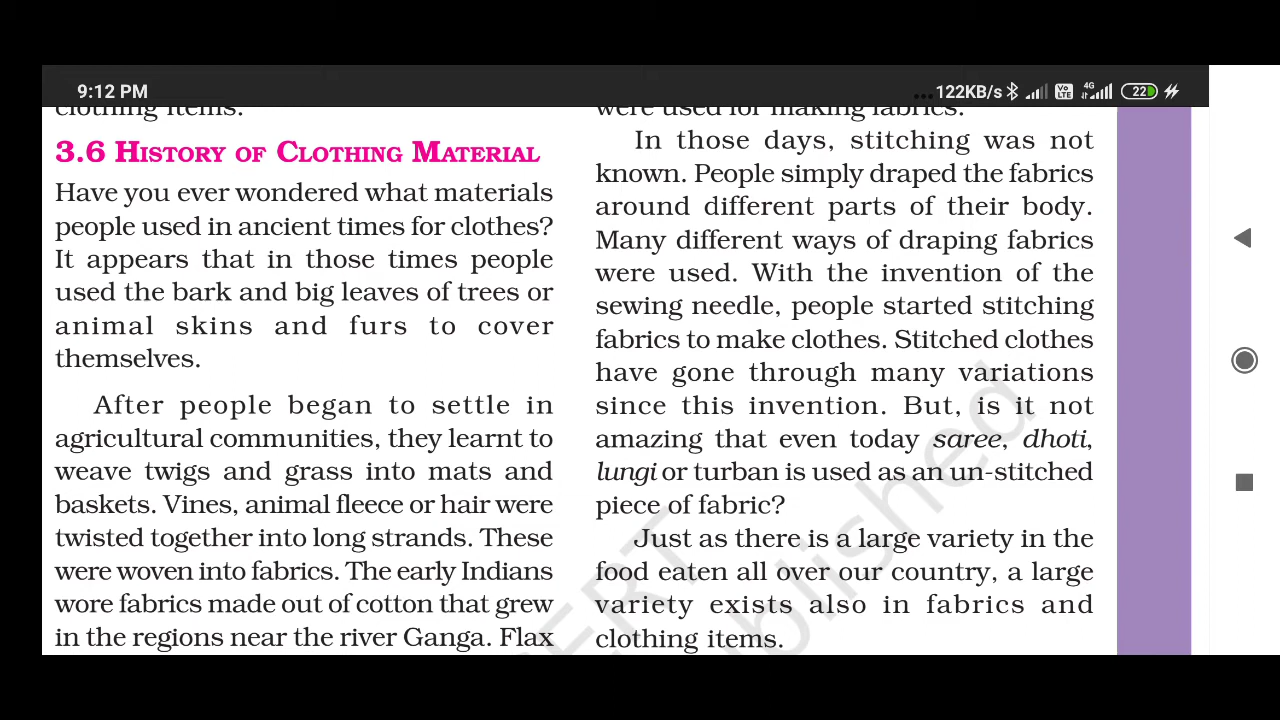 9:12 PM
...122KB/s
Vo LTE
4G
22
clothing items.
3.6 HISTORY OF CLOTHING MATERIAL
Have you ever wondered what materials
people used in ancient times for clothes?
It appears that in those times people
used the bark and big leaves of trees or
animal skins and furs to cover
themselves.
After people began to settle in
agricultural communities, they learnt to
weave twigs and grass into mats and
baskets. Vines, animal fleece or hair were
twisted together into long strands. These
were woven into fabrics. The early Indians
wore fabrics made out of cotton that grew
in the regions near the river Ganga. Flax
were used for making fabrics.
In those days, stitching was not
known. People simply draped the fabrics
around different parts of their body.
Many different ways of draping fabrics
were used. With the invention of the
sewing needle, people started stitching
fabrics to make clothes. Stitched clothes
have gone through many variations
since this invention. But, is it not
amazing that even today saree, dhoti,
lungi or turban is used as an un-stitched
piece of fabric?
Just as there is a large variety in the
food eaten all over our country, a large
variety exists also in fabrics and
clothing items.